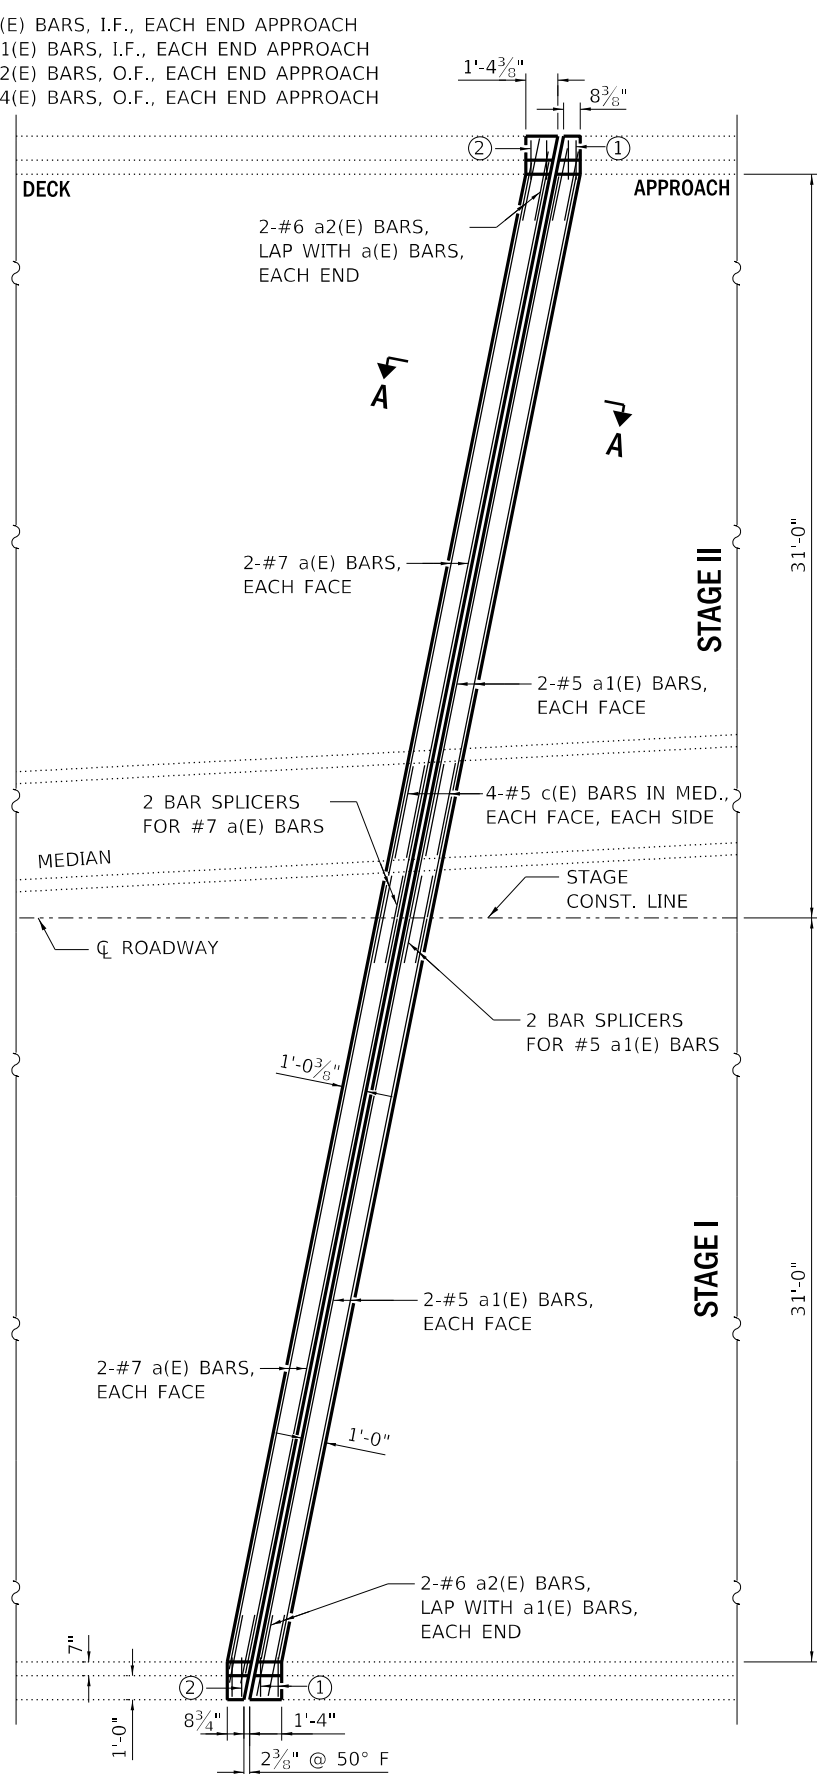 (E) BARS, I.F., EACH END APPROACH
1(E) BARS, I.F., EACH END APPROACH
2(E) BARS, O.F., EACH END APPROACH
4(E) BARS, O.F., EACH END APPROACH
1'-4⅜"
8⅜"
2
1
DECK
APPROACH
2-#6 a2(E) BARS,
LAP WITH a(E) BARS,
EACH END
A
A
31'-0"
STAGE II
2-#7 a(E) BARS,
EACH FACE
2-#5 a1(E) BARS,
EACH FACE
2 BAR SPLICERS
FOR #7 a(E) BARS
4-#5 c(E) BARS IN MED.,
EACH FACE, EACH SIDE
MEDIAN
STAGE
CONST. LINE
℄ ROADWAY
2 BAR SPLICERS
FOR #5 a1(E) BARS
1'-0⅜"
STAGE I
31'-0"
2-#5 a1(E) BARS,
EACH FACE
2-#7 a(E) BARS,
EACH FACE
1'-0"
2-#6 a2(E) BARS,
LAP WITH a1(E) BARS,
EACH END
7"
2
1
1'-0"
8¾"
1'-4"
2⅜" @ 50° F